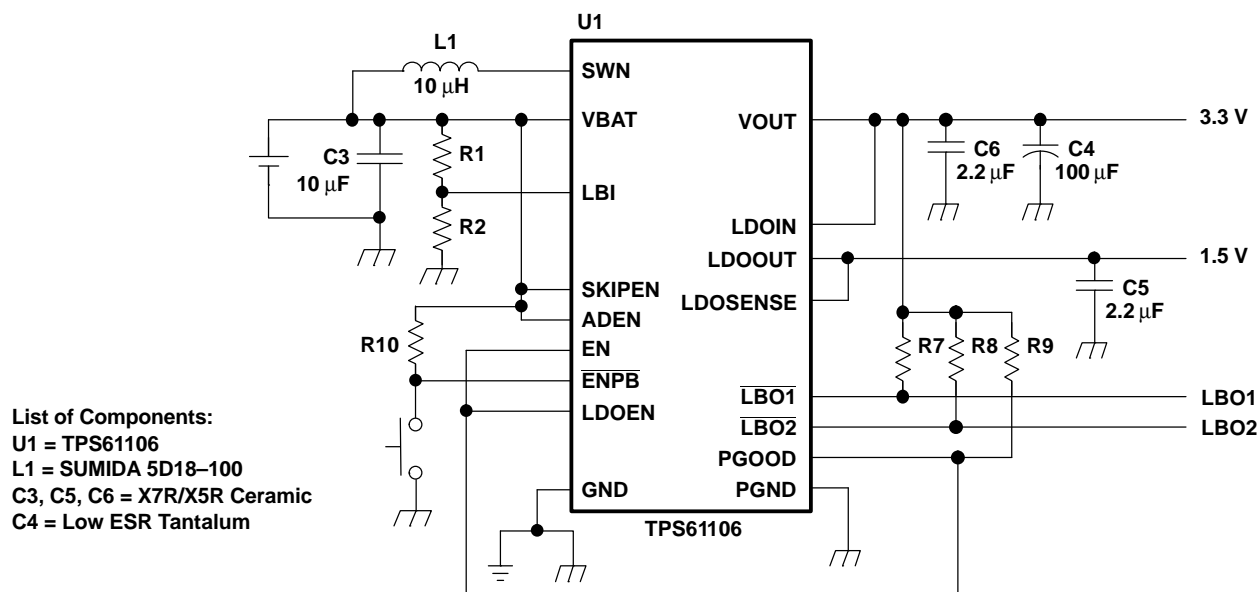 U1
L1
10 μH
SWN
VBAT
VOUT
3.3 V
C3
10 μF
R1
C6
2.2 μF
C4
100 μF
LBI
R2
LDOIN
LDOOUT
1.5 V
SKIPEN
LDOSENSE
C5
2.2 μF
ADEN
R10
EN
R7
R8
R9
ENPB
LBO1
LBO1
LDOEN
LBO2
LBO2
PGOOD
GND
PGND
TPS61106
List of Components:
U1 = TPS61106
L1 = SUMIDA 5D18–100
C3, C5, C6 = X7R/X5R Ceramic
C4 = Low ESR Tantalum